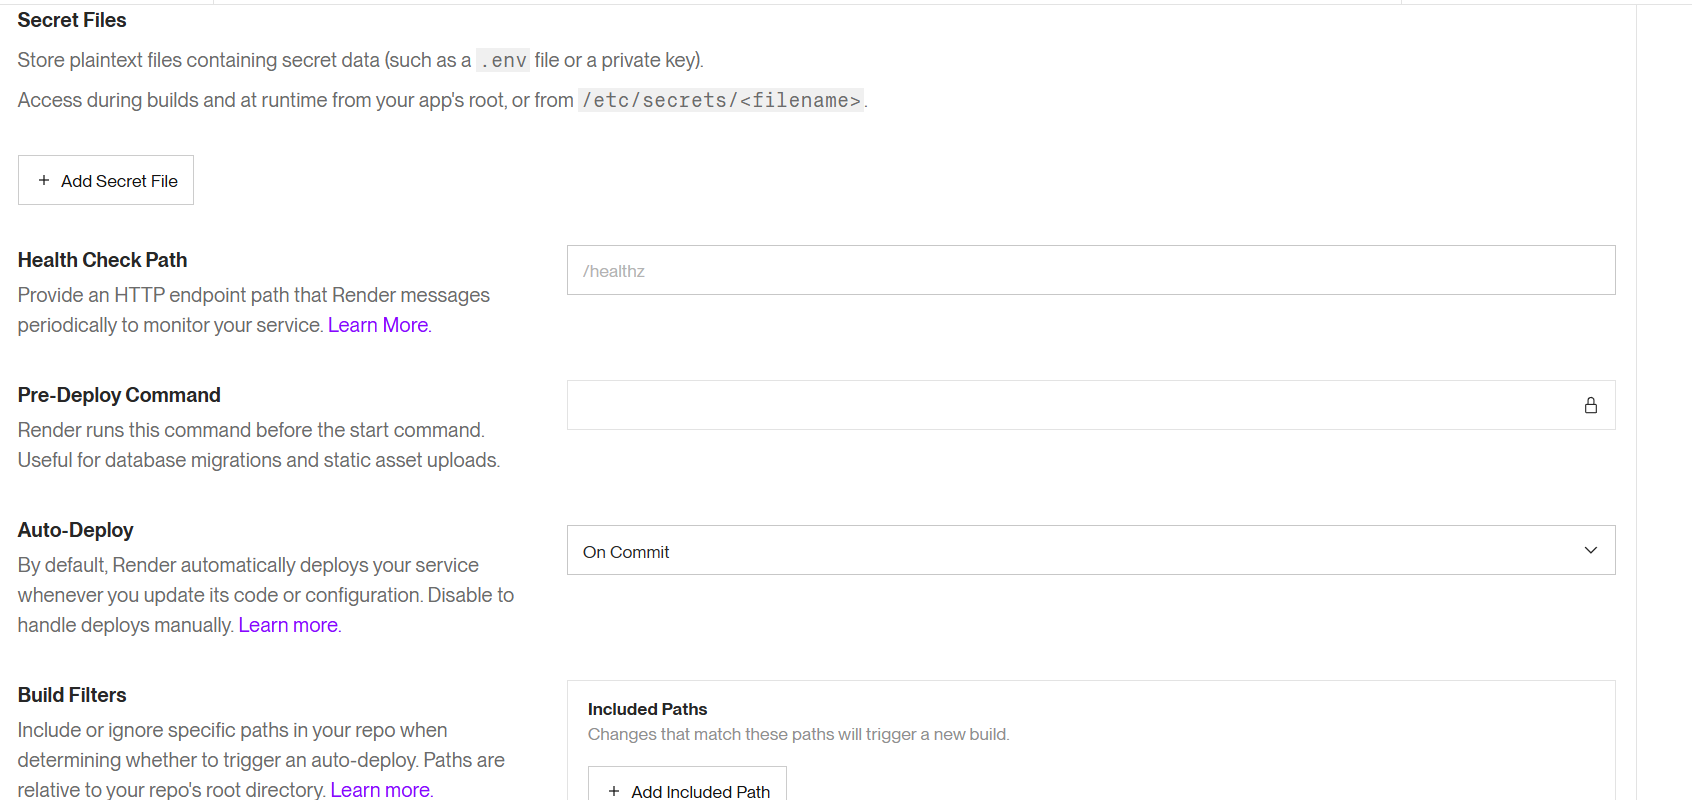 Secret Files
Store plaintext files containing secret data (such as a .env file or a private key).
Access during builds and at runtime from your app's root, or from /etc/secrets/<filename>.
+ Add Secret File
Health Check Path
Provide an HTTP endpoint path that Render messages
periodically to monitor your service. Learn More.
/healthz
Pre-Deploy Command
Render runs this command before the start command.
Useful for database migrations and static asset uploads.
Auto-Deploy
By default, Render automatically deploys your service
whenever you update its code or configuration. Disable to
handle deploys manually. Learn more.
On Commit
Build Filters
Include or ignore specific paths in your repo when
determining whether to trigger an auto-deploy. Paths are
relative to your repo's root directory. Learn more.
Included Paths
Changes that match these paths will trigger a new build.
+ Add Included Path